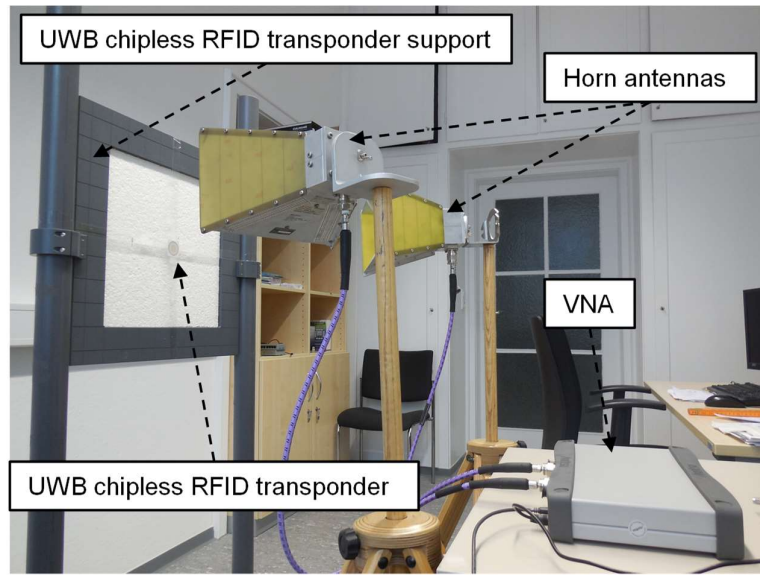 UWB chipless RFID transponder support
Horn antennas
VNA
UWB chipless RFID transponder